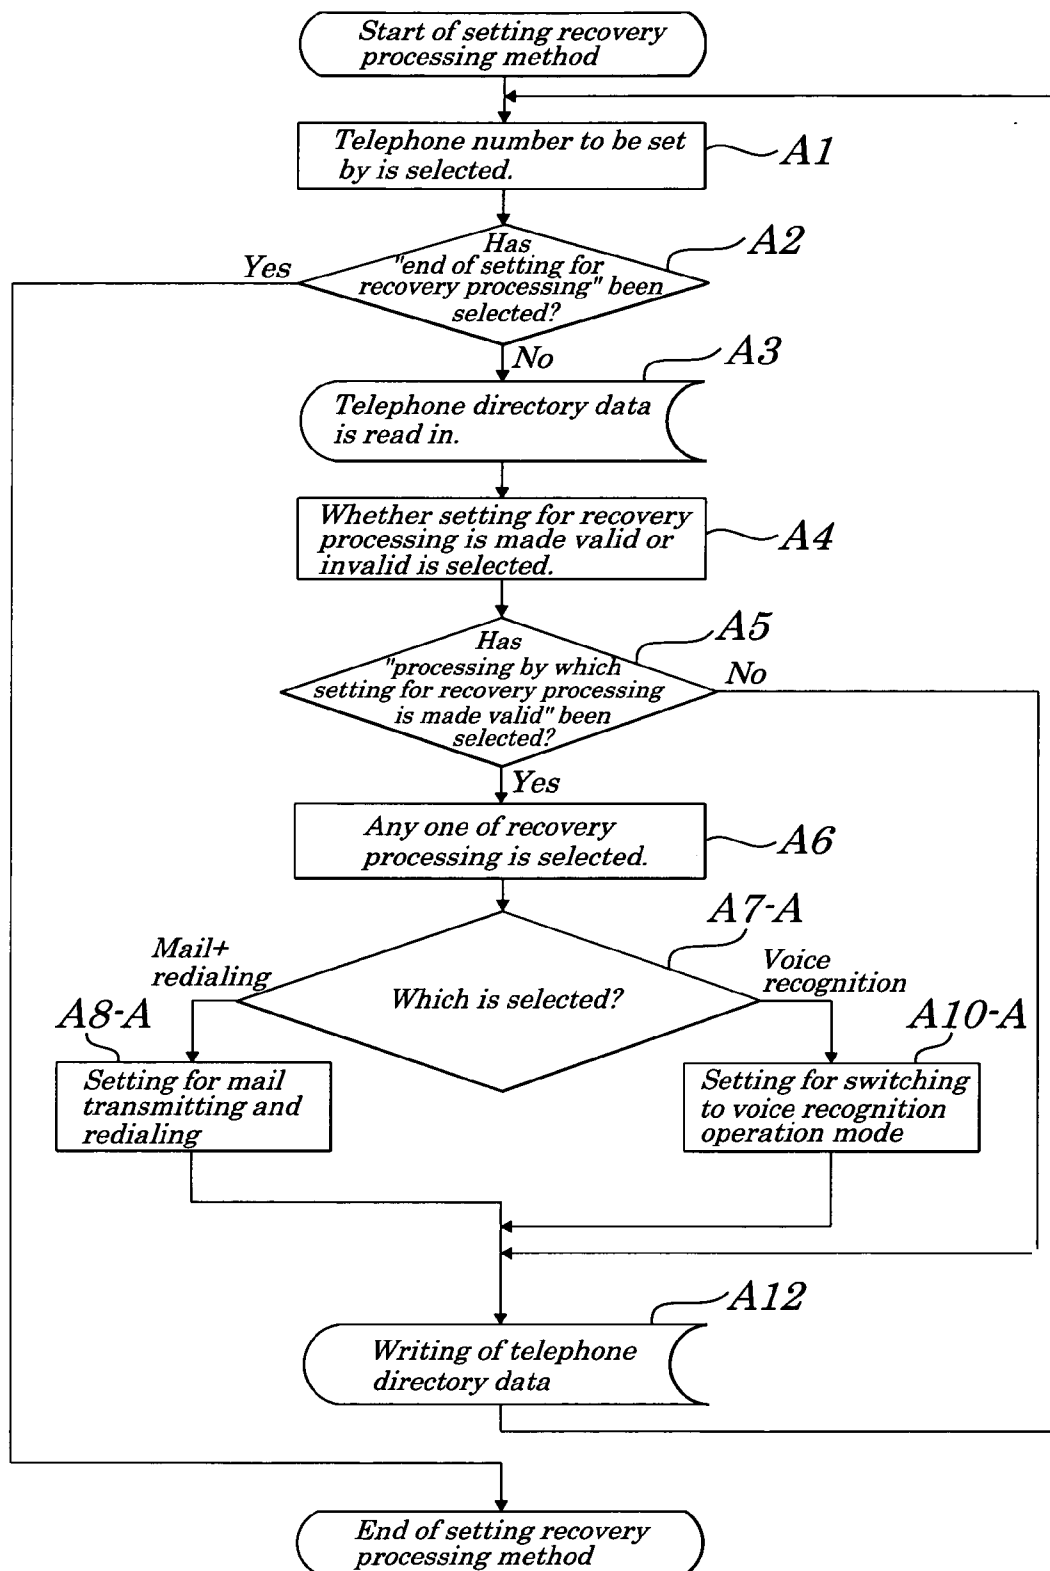 Start of setting recovery
processing method
Telephone number to be set
by is selected.
A1
Has
"end of setting for
recovery processing" been
selected?
A2
Yes
No
A3
Telephone directory data
is read in.
Whether setting for recovery
processing is made valid or
invalid is selected.
A4
Has
"processing by which
setting for recovery processing
is made valid" been
selected?
A5
No
Yes
Any one of recovery
processing is selected.
A6
A7-A
Mail+
redialing
Which is selected?
Voice
recognition
A8-A
A10-A
Setting for mail
transmitting and
redialing
Setting for switching
to voice recognition
operation mode
A12
Writing of telephone
directory data
End of setting recovery
processing method